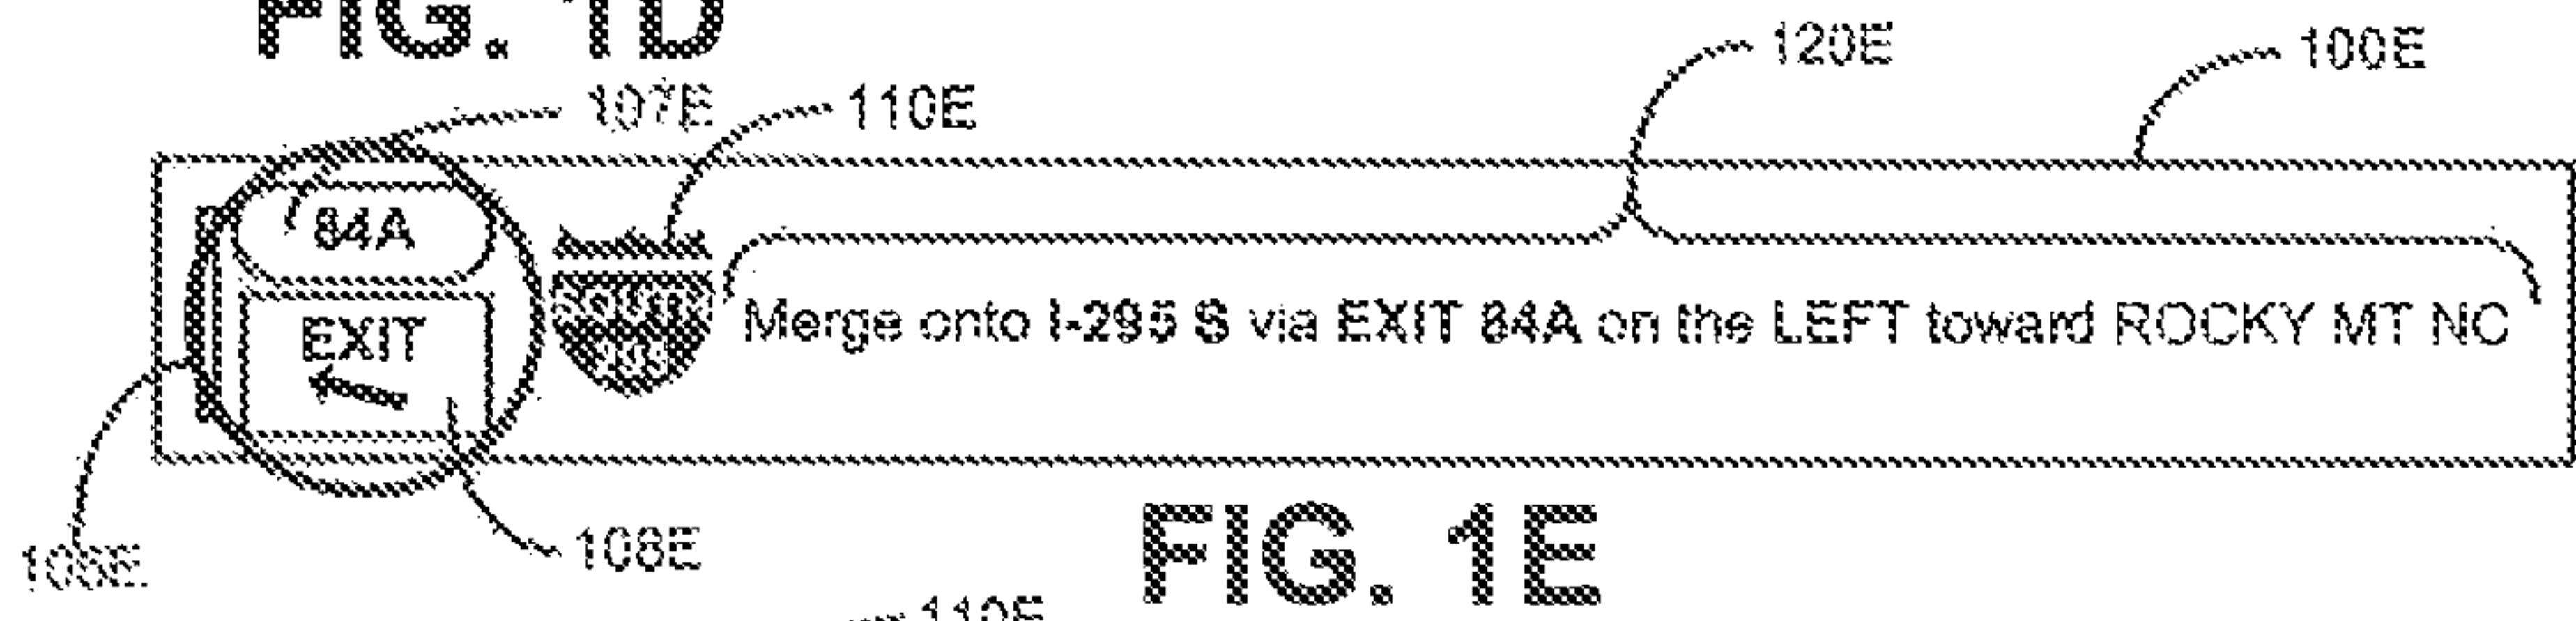 FIG. 1D
120E
100E
107E
110E
84A
EXIT
SOUTH
Merge onto I-295 S via EXIT 84A on the LEFT toward ROCKY MT NC
108E
FIG. 1E